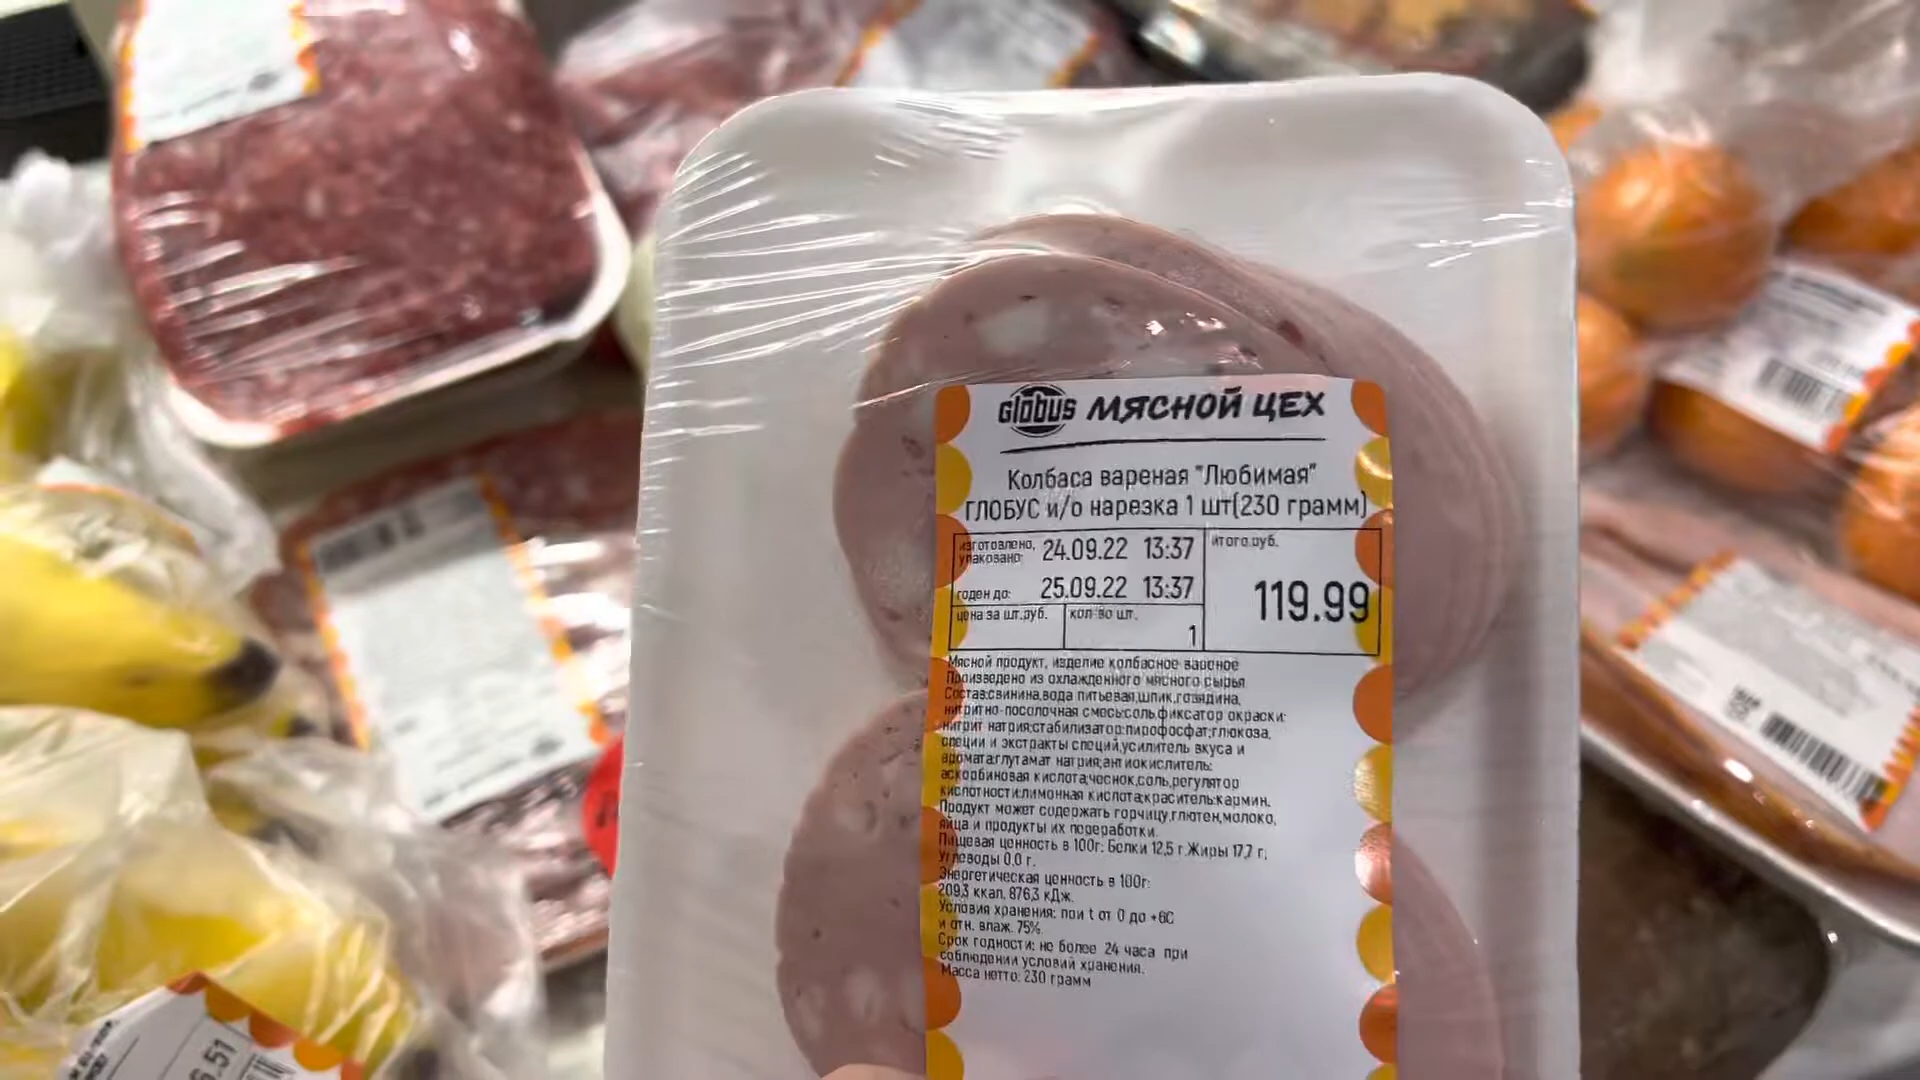 Globus МЯСНОЙ ЦЕХ
Колбаса вареная "Любимая"
ГЛОБУС и/о нарезка 1 шт(230 грамм)
изготовлено, упаковано: 24.09.22 13:37
итого,руб.
119.99
годен до: 25.09.22 13:37
цена за шт.руб.
кол-во шт.
1
Мясной продукт, изделие колбасное вареное
Произведено из охлажденного мясного сырья
Состав:свинина,вода питьевая,шпик,говядина,
нитритно-посолочная смесь:соль,фиксатор окраски:
нитрит натрия;стабилизатор:пирофосфат;глюкоза,
специи и экстракты специй,усилитель вкуса и
аромата:глутамат натрия;антиокислитель:
аскорбиновая кислота;чеснок,соль,регулятор
кислотности:лимонная кислота;краситель:кармин.
Продукт может содержать горчицу,глютен,молоко,
яйца и продукты их переработки.
Пищевая ценность в 100г: Белки 12,5 г.Жиры 17,7 г;
Углеводы 0,0 г.
Энергетическая ценность в 100г:
209,3 ккал. 876,3 кДж.
Условия хранения: при t от 0 до +6С
и отн. влаж. 75%.
Срок годности: не более 24 часа при
соблюдении условий хранения.
Масса нетто: 230 грамм
6.51